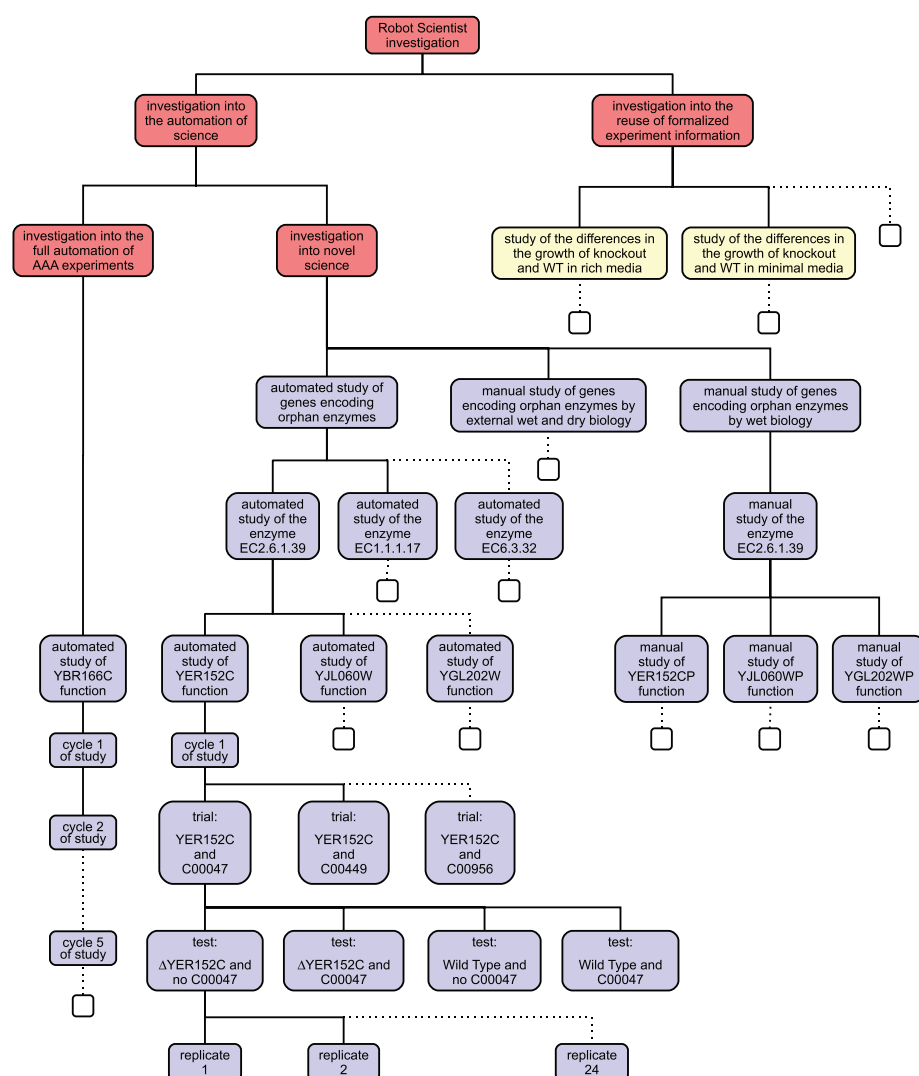 Robot Scientist
investigation
investigation into
the automation of
science
investigation into the
reuse of formalized
experiment information
investigation into the
full automation of
AAA experiments
investigation
into novel
science
study of the differences in
the growth of knockout
and WT in rich media
study of the differences in
the growth of knockout
and WT in minimal media
automated study of
genes encoding
orphan enzymes
manual study of genes
encoding orphan enzymes by
external wet and dry biology
manual study of genes
encoding orphan enzymes
by wet biology
automated
study of the
enzyme
EC2.6.1.39
automated
study of the
enzyme
EC1.1.1.17
automated
study of the
enzyme
EC6.3.32
manual
study of the
enzyme
EC2.6.1.39
automated
study of
YBR166C
function
automated
study of
YER152C
function
automated
study of
YJL060W
function
automated
study of
YGL202W
function
manual
study of
YER152CP
function
manual
study of
YJL060WP
function
manual
study of
YGL202WP
function
cycle 1
of study
cycle 1
of study
cycle 2
of study
trial:
YER152C
and
C00047
trial:
YER152C
and
C00449
trial:
YER152C
and
C00956
cycle 5
of study
test:
∆YER152C and
no C00047
test:
∆YER152C and
C00047
test:
Wild Type and
no C00047
test:
Wild Type and
C00047
replicate
1
replicate
2
replicate
24